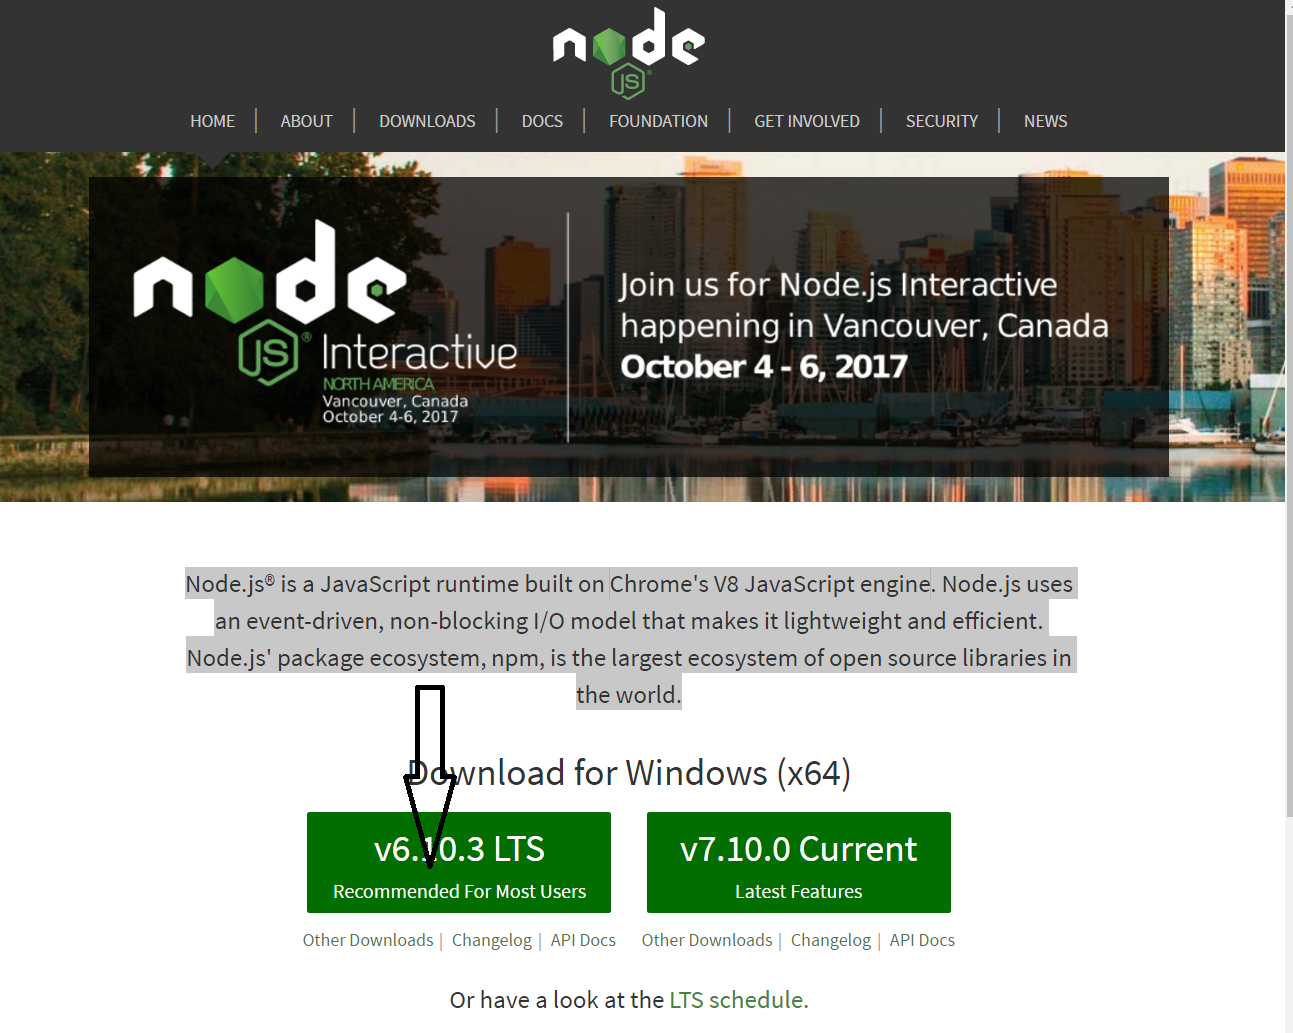 node
JS®
HOME | ABOUT | DOWNLOADS | DOCS | FOUNDATION | GET INVOLVED | SECURITY | NEWS
node
JS® Interactive
NORTH AMERICA
Vancouver, Canada
October 4-6, 2017
Join us for Node.js Interactive
happening in Vancouver, Canada
October 4 - 6, 2017
Node.js® is a JavaScript runtime built on Chrome's V8 JavaScript engine. Node.js uses
an event-driven, non-blocking I/O model that makes it lightweight and efficient.
Node.js' package ecosystem, npm, is the largest ecosystem of open source libraries in
the world.
Download for Windows (x64)
v6.10.3 LTS
Recommended For Most Users
v7.10.0 Current
Latest Features
Other Downloads | Changelog | API Docs
Other Downloads | Changelog | API Docs
Or have a look at the LTS schedule.